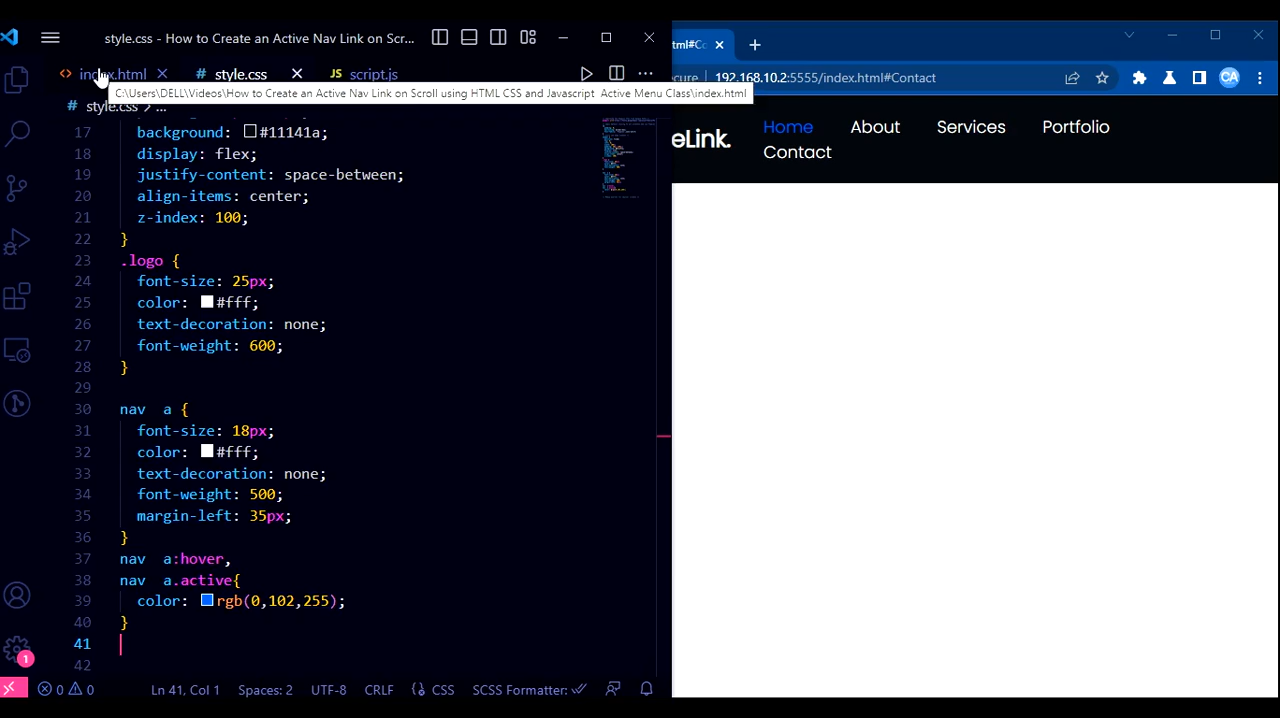 style.css - How to Create an Active Nav Link on Scr...
index.html
# style.css
JS script.js
C:\Users\DELL\Videos\How to Create an Active Nav Link on Scroll using HTML CSS and Javascript  Active Menu Class\index.html
# style.css > ...
17 background: #11141a;
18 display: flex;
19 justify-content: space-between;
20 align-items: center;
21 z-index: 100;
22 }
23 .logo {
24 font-size: 25px;
25 color: #fff;
26 text-decoration: none;
27 font-weight: 600;
28 }
29
30 nav  a {
31 font-size: 18px;
32 color: #fff;
33 text-decoration: none;
34 font-weight: 500;
35 margin-left: 35px;
36 }
37 nav  a:hover,
38 nav  a.active{
39 color: rgb(0,102,255);
40 }
41
42
1
0 0
Ln 41, Col 1
Spaces: 2
UTF-8
CRLF
CSS
SCSS Formatter:
tml#Cc
ecure
192.168.10.2:5555/index.html#Contact
CA
eLink.
Home
About
Services
Portfolio
Contact